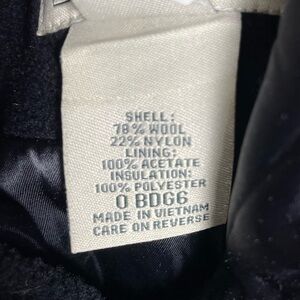 SHELL:
78% WOOL
22% NYLON
LINING:
100% ACETATE
INSULATION:
100% POLYESTER
0 BDG6
MADE IN VIETNAM
CARE ON REVERSE